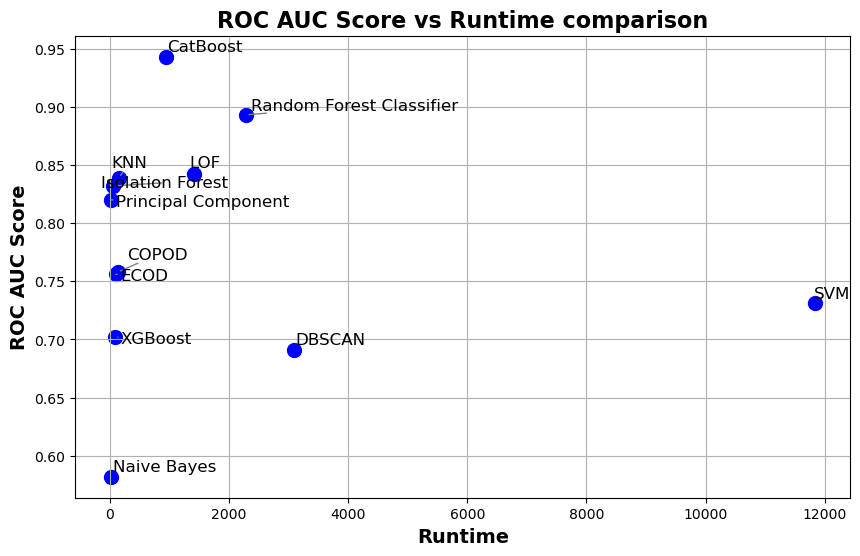 ROC AUC Score vs Runtime comparison
ROC AUC Score
0.95
0.90
0.85
0.80
0.75
0.70
0.65
0.60
CatBoost
Random Forest Classifier
KNN
LOF
Isolation Forest
Principal Component
COPOD
ECOD
SVM
XGBoost
DBSCAN
Naive Bayes
0
2000
4000
6000
8000
10000
12000
Runtime